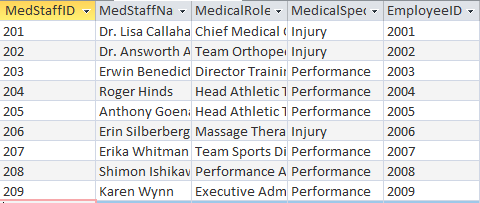 MedStaffID MedStaffNa MedicalRole MedicalSpec EmployeeID
201 Dr. Lisa Callaha Chief Medical Injury 2001
202 Dr. Answorth A Team Orthoped Injury 2002
203 Erwin Benedict Director Trainin Performance 2003
204 Roger Hinds Head Athletic T Performance 2004
205 Anthony Goena Head Athletic T Performance 2005
206 Erin Silberberg Massage Thera Injury 2006
207 Erika Whitman Team Sports Di Performance 2007
208 Shimon Ishikaw Performance A Performance 2008
209 Karen Wynn Executive Adm Performance 2009